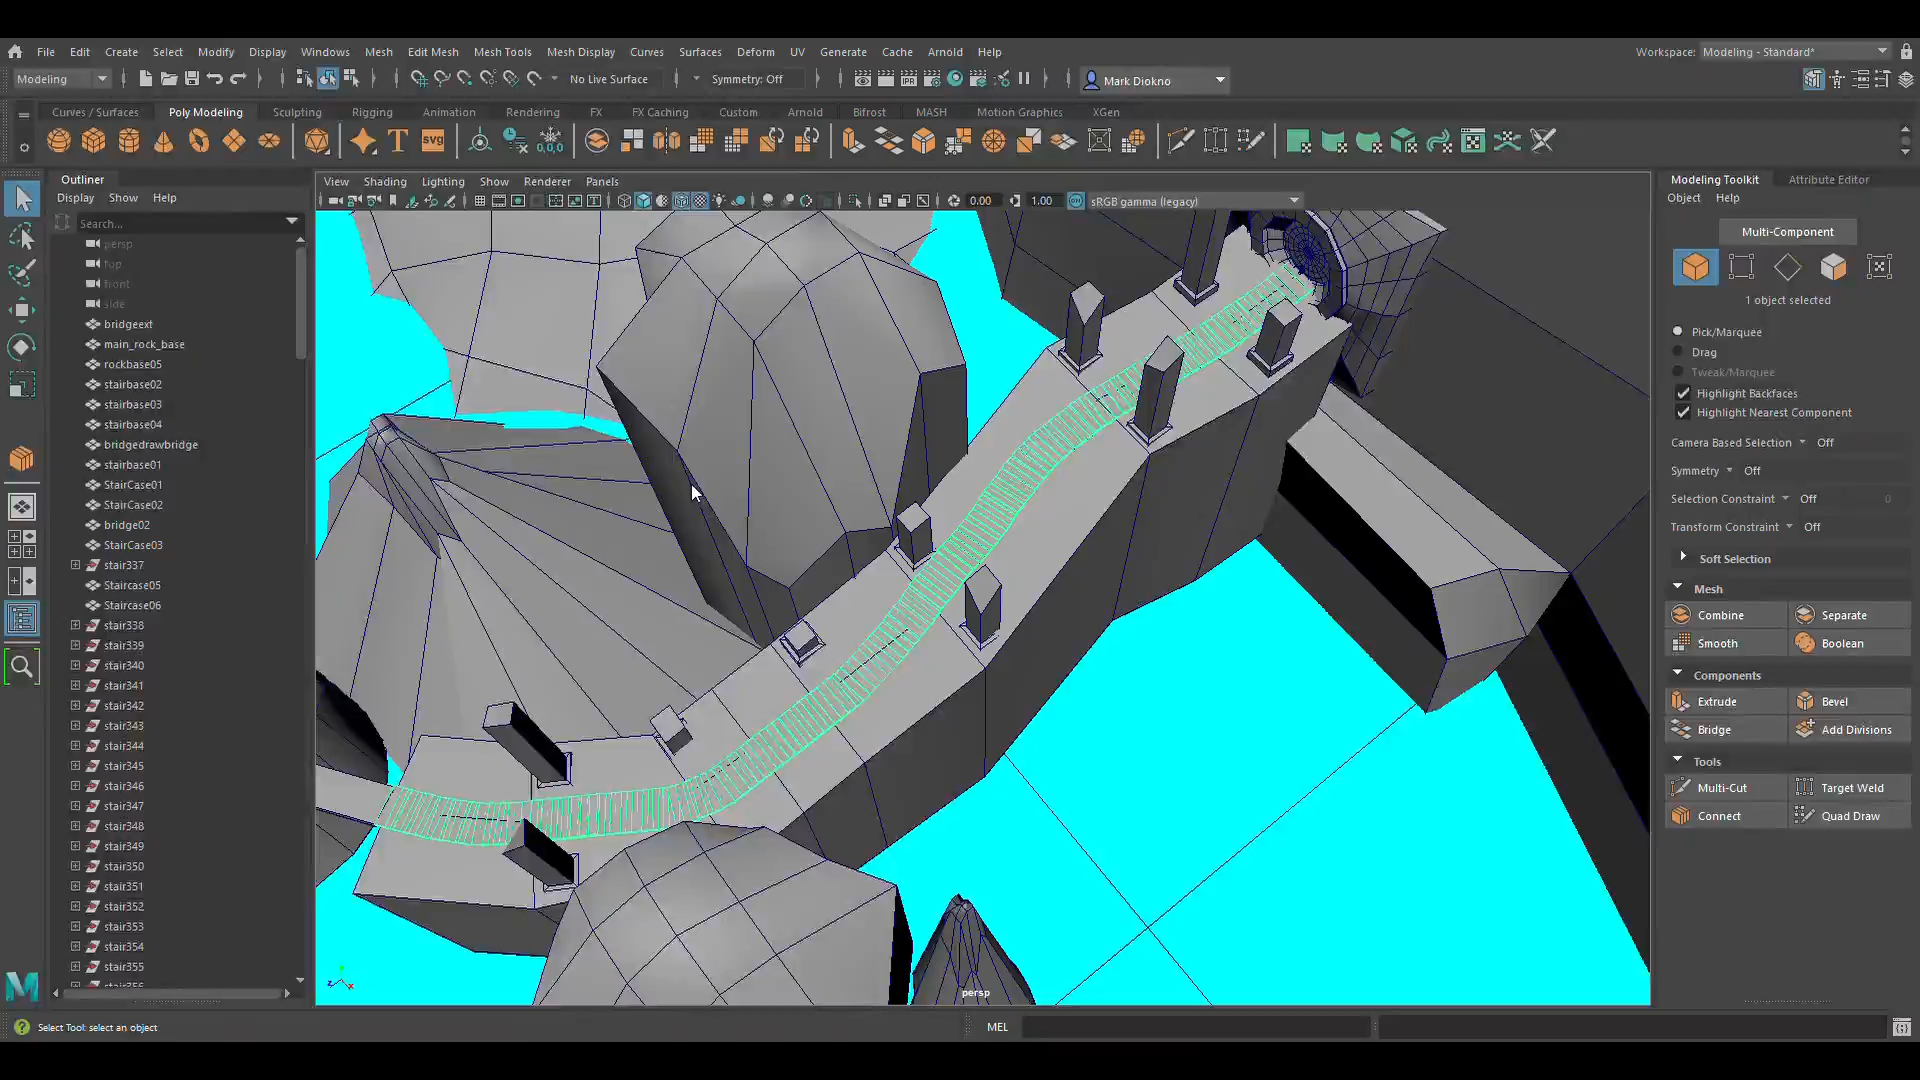 File Edit Create Select Modify Display Windows Mesh Edit Mesh Mesh Tools Mesh Display Curves Surfaces Deform UV Generate Cache Arnold Help
Workspace: Modeling - Standard*
Modeling
No Live Surface
Symmetry: Off
Mark Diokno
Curves / Surfaces Poly Modeling Sculpting Rigging Animation Rendering FX FX Caching Custom Arnold Bifrost MASH Motion Graphics XGen
T
svg
0,0,0
IPR
Outliner
Display Show Help
Search...
persp
top
front
side
bridgeext
main_rock_base
rockbase05
stairbase02
stairbase03
stairbase04
bridgedrawbridge
stairbase01
StairCase01
StairCase02
bridge02
StairCase03
stair337
Staircase05
Staircase06
stair338
stair339
stair340
stair341
stair342
stair343
stair344
stair345
stair346
stair347
stair348
stair349
stair350
stair351
stair352
stair353
stair354
stair355
stair356
View Shading Lighting Show Renderer Panels
0.00
1.00
sRGB gamma (legacy)
persp
Modeling Toolkit
Attribute Editor
Object Help
Multi-Component
1 object selected
Pick/Marquee
Drag
Tweak/Marquee
Highlight Backfaces
Highlight Nearest Component
Camera Based Selection Off
Symmetry Off
Selection Constraint Off 0
Transform Constraint Off
Soft Selection
Mesh
Combine Separate
Smooth Boolean
Components
Extrude Bevel
Bridge Add Divisions
Tools
Multi-Cut Target Weld
Connect Quad Draw
M
Select Tool: select an object
MEL